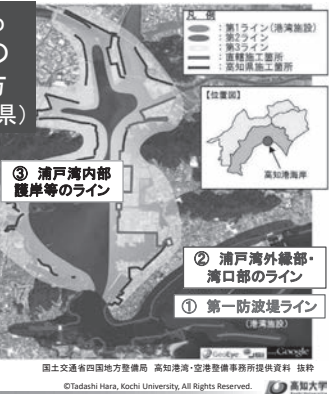 の
方
県）
凡 例
：第1ライン（港湾施設）
：第2ライン
：第3ライン
：直轄施工箇所
：高知県施工箇所
【位置図】
高知港海岸
③ 浦戸湾内部
護岸等のライン
② 浦戸湾外縁部・
湾口部のライン
① 第一防波堤ライン
（港湾施設）
GeoEye
Google
国土交通省四国地方整備局 高知港湾・空港整備事務所提供資料 抜粋
©Tadashi Hara, Kochi University, All Rights Reserved.
高知大学